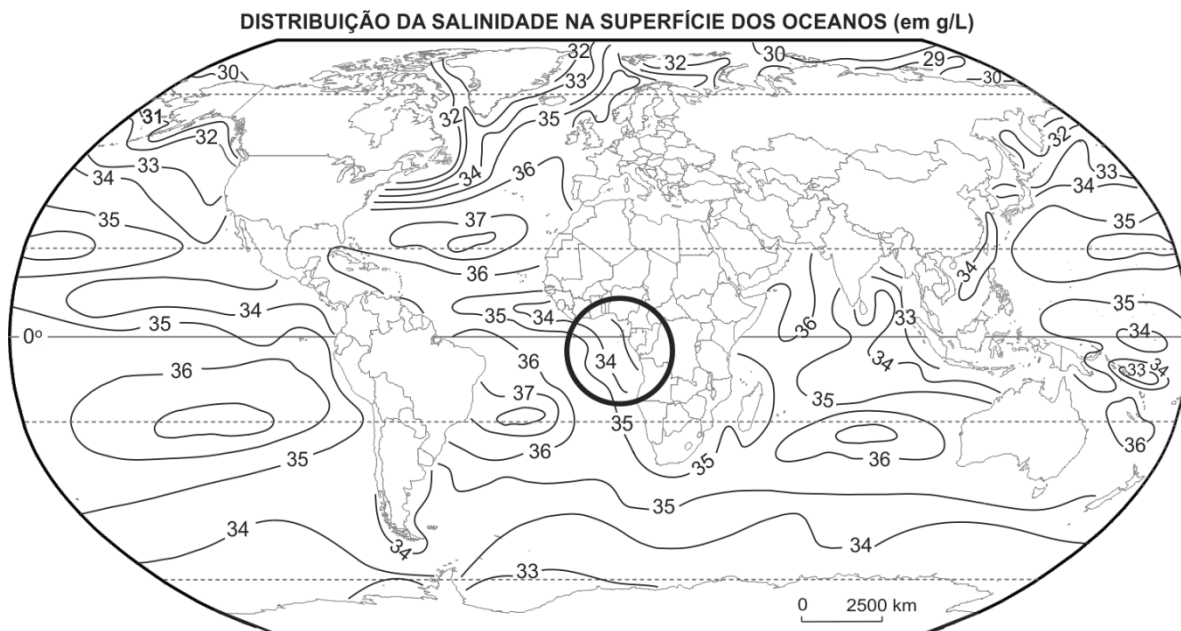 DISTRIBUIÇÃO DA SALINIDADE NA SUPERFÍCIE DOS OCEANOS (em g/L)
32
30 33 32 30 29
30
31 32 35
32 32
33 34 33
34 36 34
35 37 35
34
36
34 35 34 36 33 35
35
0º 34
36 34 34 33 34
36 37 35
35 36
35 36 36
35
35
34 34
34
33
0 2500 km